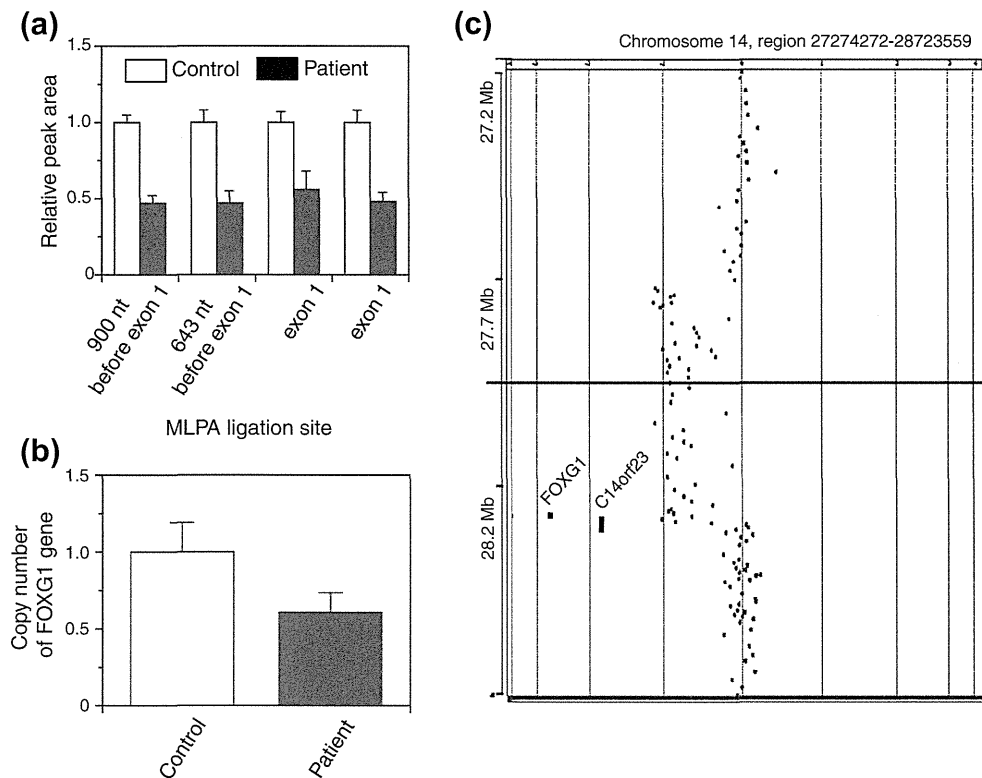 (a)
1.5
1.0
0.5
0
Relative peak area
Control
Patient
900 nt
before exon 1
643 nt
before exon 1
exon 1
exon 1
MLPA ligation site
(b)
1.5
1.0
0.5
0
Copy number
of FOXG1 gene
Control
Patient
(c)
Chromosome 14, region 27274272-28723559
27.2 Mb
27.7 Mb
28.2 Mb
FOXG1
C14orf23